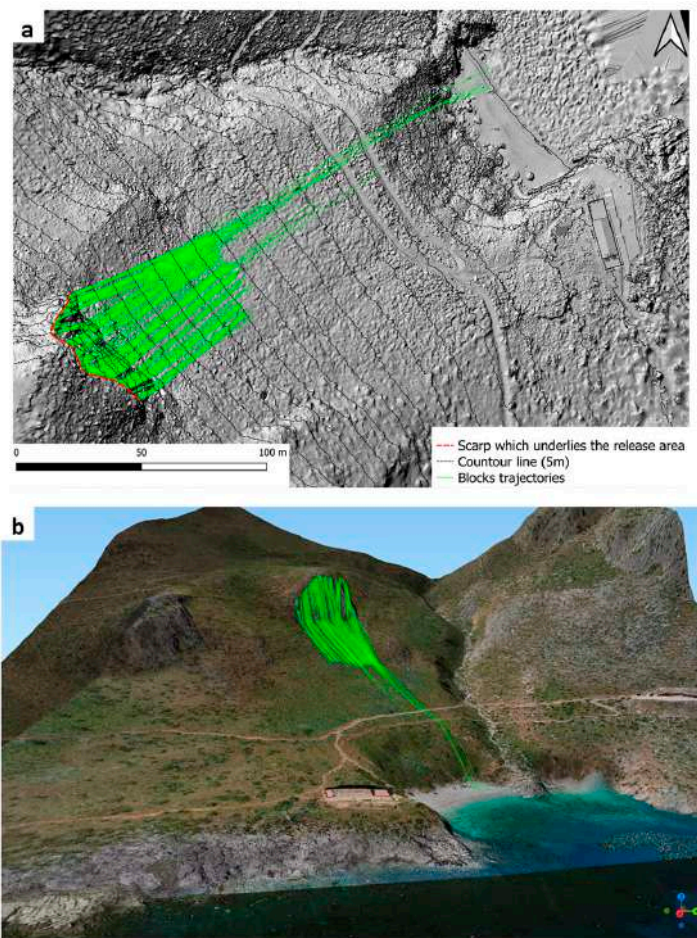 a
0 50 100 m
Scarp which underlies the release area
Countour line (5m)
Blocks trajectories
b